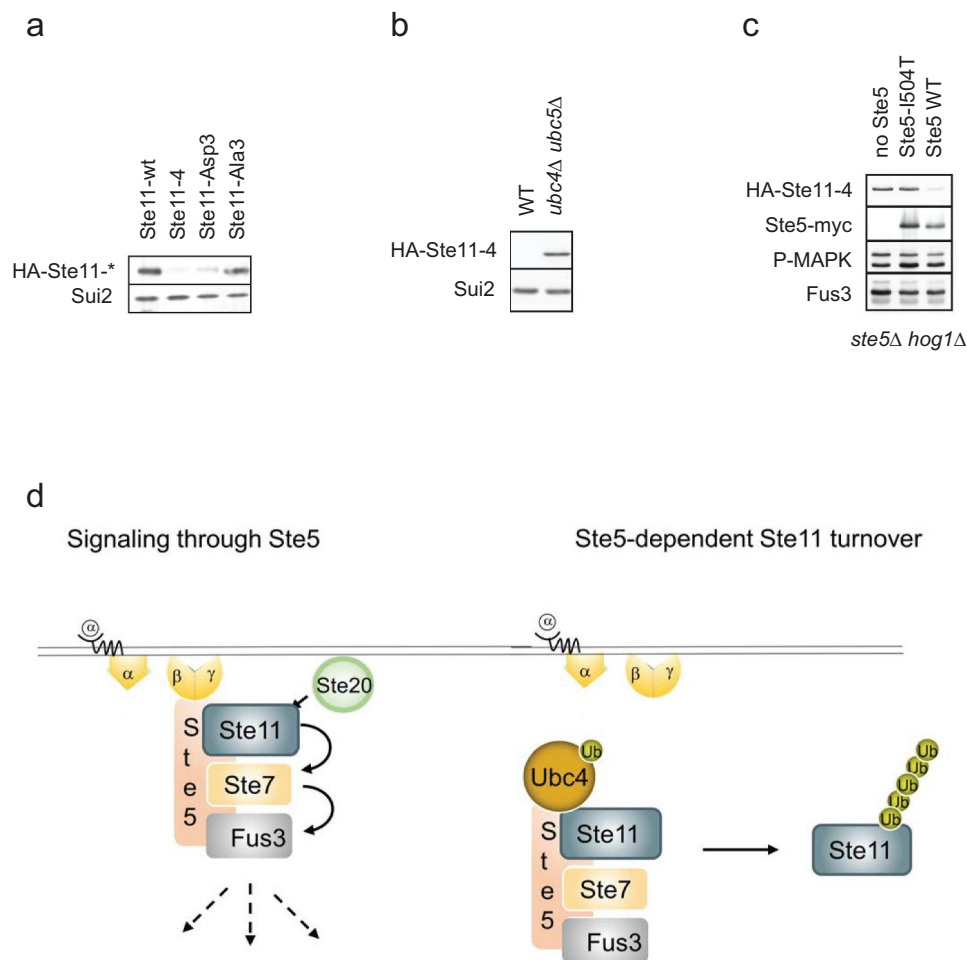 a
Ste11-wt
Ste11-4
Ste11-Asp3
Ste11-Ala3
HA-Ste11-*
Sui2
b
WT
ubc4Δ ubc5Δ
HA-Ste11-4
Sui2
c
no Ste5
Ste5-I504T
Ste5 WT
HA-Ste11-4
Ste5-myc
P-MAPK
Fus3
ste5Δ hog1Δ
d
Signaling through Ste5
α
α
β γ
Ste20
Ste5
Ste11
Ste7
Fus3
Ste5-dependent Ste11 turnover
α
α
β γ
Ubc4
Ub
Ste5
Ste11
Ste7
Fus3
Ub
Ub
Ub
Ub
Ub
Ste11